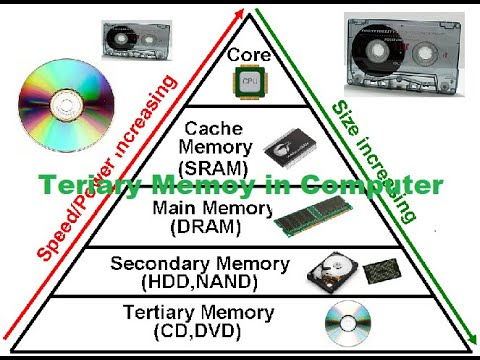 Core
CPU
Speed/Power increasing
Size increasing
Cache
Memory
(SRAM)
Teriary Memoy in Computer
Main Memory
(DRAM)
Secondary Memory
(HDD,NAND)
Tertiary Memory
(CD,DVD)